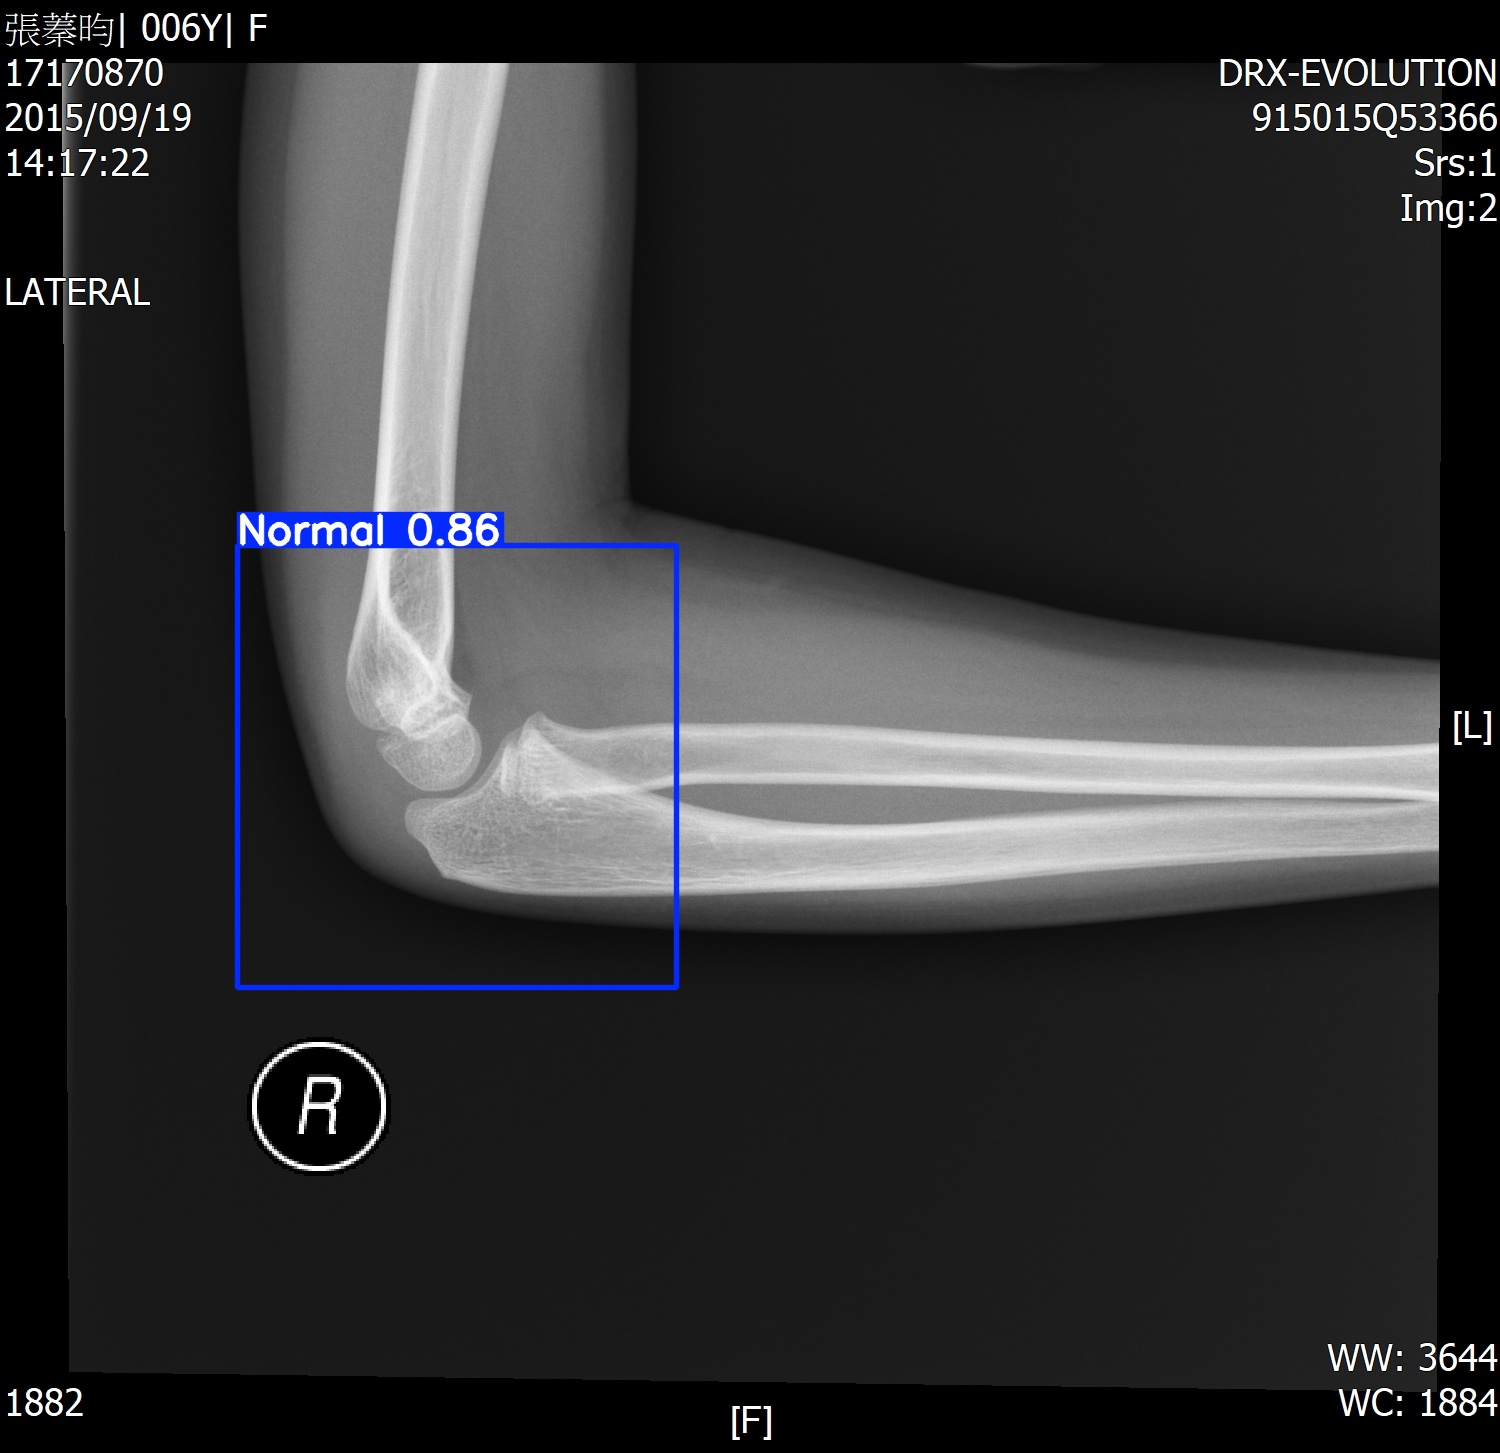 張蓁昀| 006Y| F
17170870
2015/09/19
14:17:22
LATERAL
DRX-EVOLUTION
915015Q53366
Srs:1
Img:2
Normal 0.86
[L]
R
1882
[F]
WW: 3644
WC: 1884